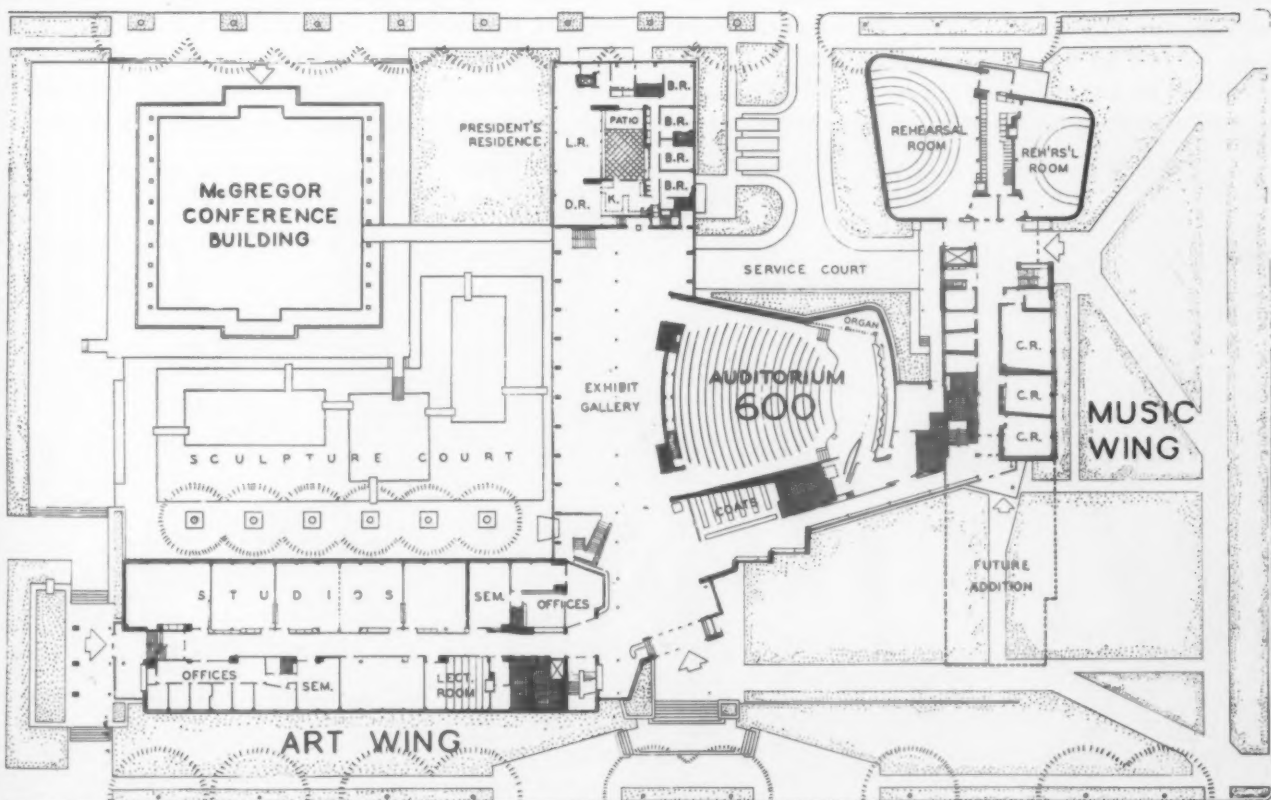 McGREGOR
CONFERENCE
BUILDING
PRESIDENT'S
RESIDENCE
L.R.
D.R.
PATIO
K.
B.R.
B.R.
B.R.
B.R.
REHEARSAL
ROOM
REH'RS'L
ROOM
SERVICE COURT
EXHIBIT
GALLERY
ORGAN
AUDITORIUM
600
COATS
C.R.
C.R.
C.R.
MUSIC
WING
FUTURE
ADDITION
SCULPTURE COURT
STUDIOS
SEM.
OFFICES
OFFICES
SEM.
LECT.
ROOM
ART WING